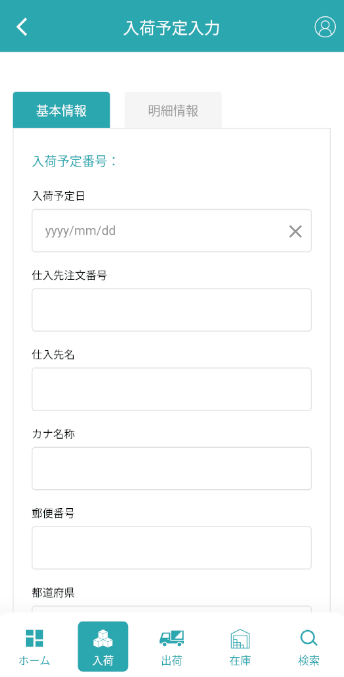 入荷予定入力
基本情報
明細情報
入荷予定番号：
入荷予定日
yyyy/mm/dd
仕入先注文番号
仕入先名
カナ名称
郵便番号
都道府県
ホーム
入荷
出荷
在庫
検索